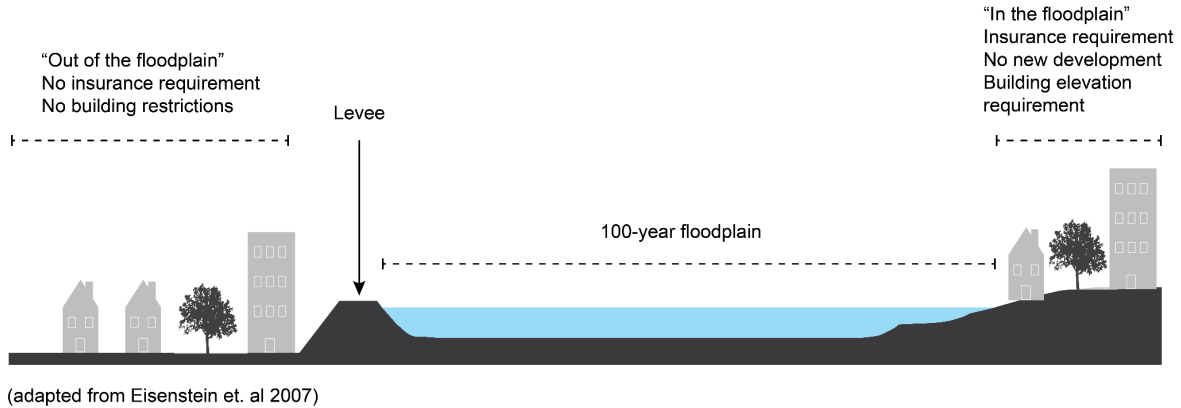 “Out of the floodplain”
No insurance requirement
No building restrictions
Levee
100-year floodplain
“In the floodplain”
Insurance requirement
No new development
Building elevation
requirement
(adapted from Eisenstein et. al 2007)